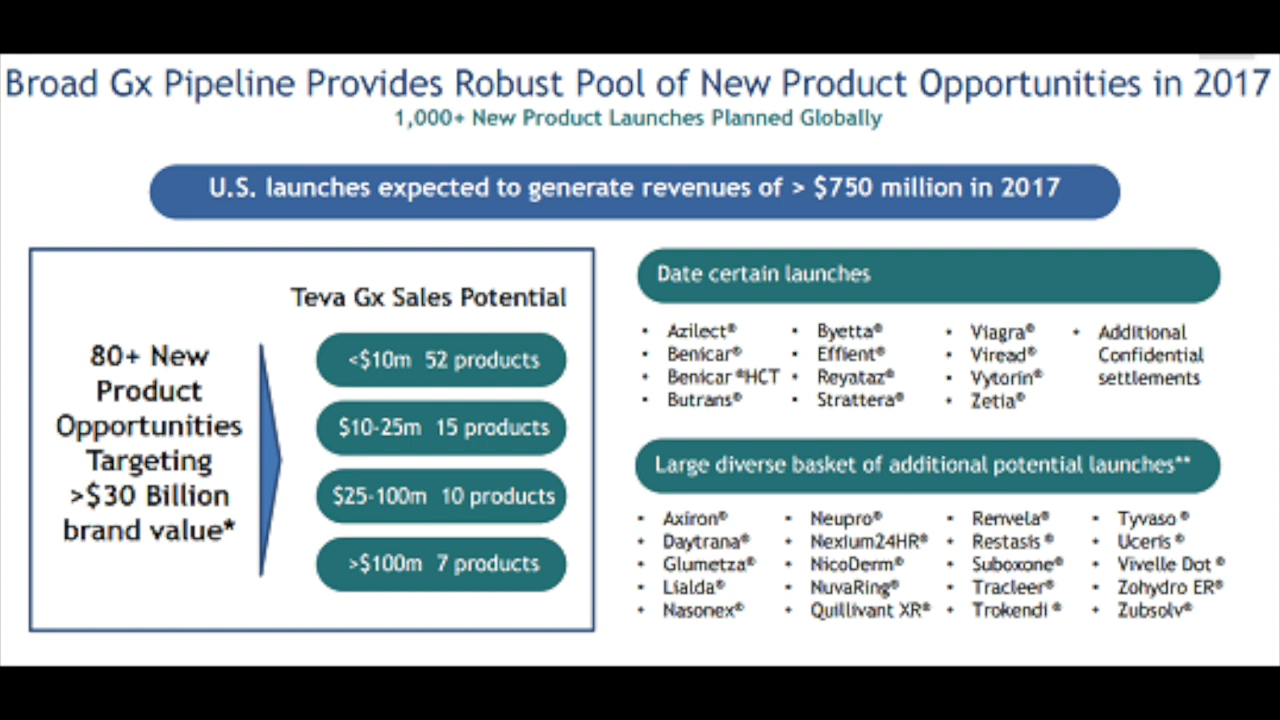 Broad Gx Pipeline Provides Robust Pool of New Product Opportunities in 2017
1,000+ New Product Launches Planned Globally
U.S. launches expected to generate revenues of > $750 million in 2017
80+ New
Product
Opportunities
Targeting
>$30 Billion
brand value*
Teva Gx Sales Potential
<$10m 52 products
$10-25m 15 products
$25-100m 10 products
>$100m 7 products
Date certain launches
• Azilect®
• Benicar®
• Benicar ®HCT
• Butrans®
• Byetta®
• Effient®
• Reyataz®
• Strattera®
• Viagra®
• Viread®
• Vytorin®
• Zetia®
• Additional
Confidential
settlements
Large diverse basket of additional potential launches**
• Axiron®
• Daytrana®
• Glumetza®
• Lialda®
• Nasonex®
• Neupro®
• Nexium24HR®
• NicoDerm®
• NuvaRing®
• Quillivant XR®
• Renvela®
• Restasis ®
• Suboxone®
• Tracleer®
• Trokendi ®
• Tyvaso ®
• Uceris ®
• Vivelle Dot ®
• Zohydro ER®
• Zubsolv®